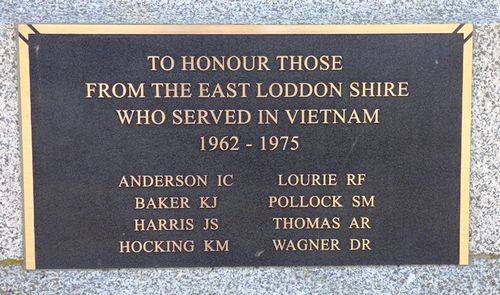 TO HONOUR THOSE
FROM THE EAST LODDON SHIRE
WHO SERVED IN VIETNAM
1962 - 1975
ANDERSON IC
BAKER KJ
HARRIS JS
HOCKING KM
LOURIE RF
POLLOCK SM
THOMAS AR
WAGNER DR